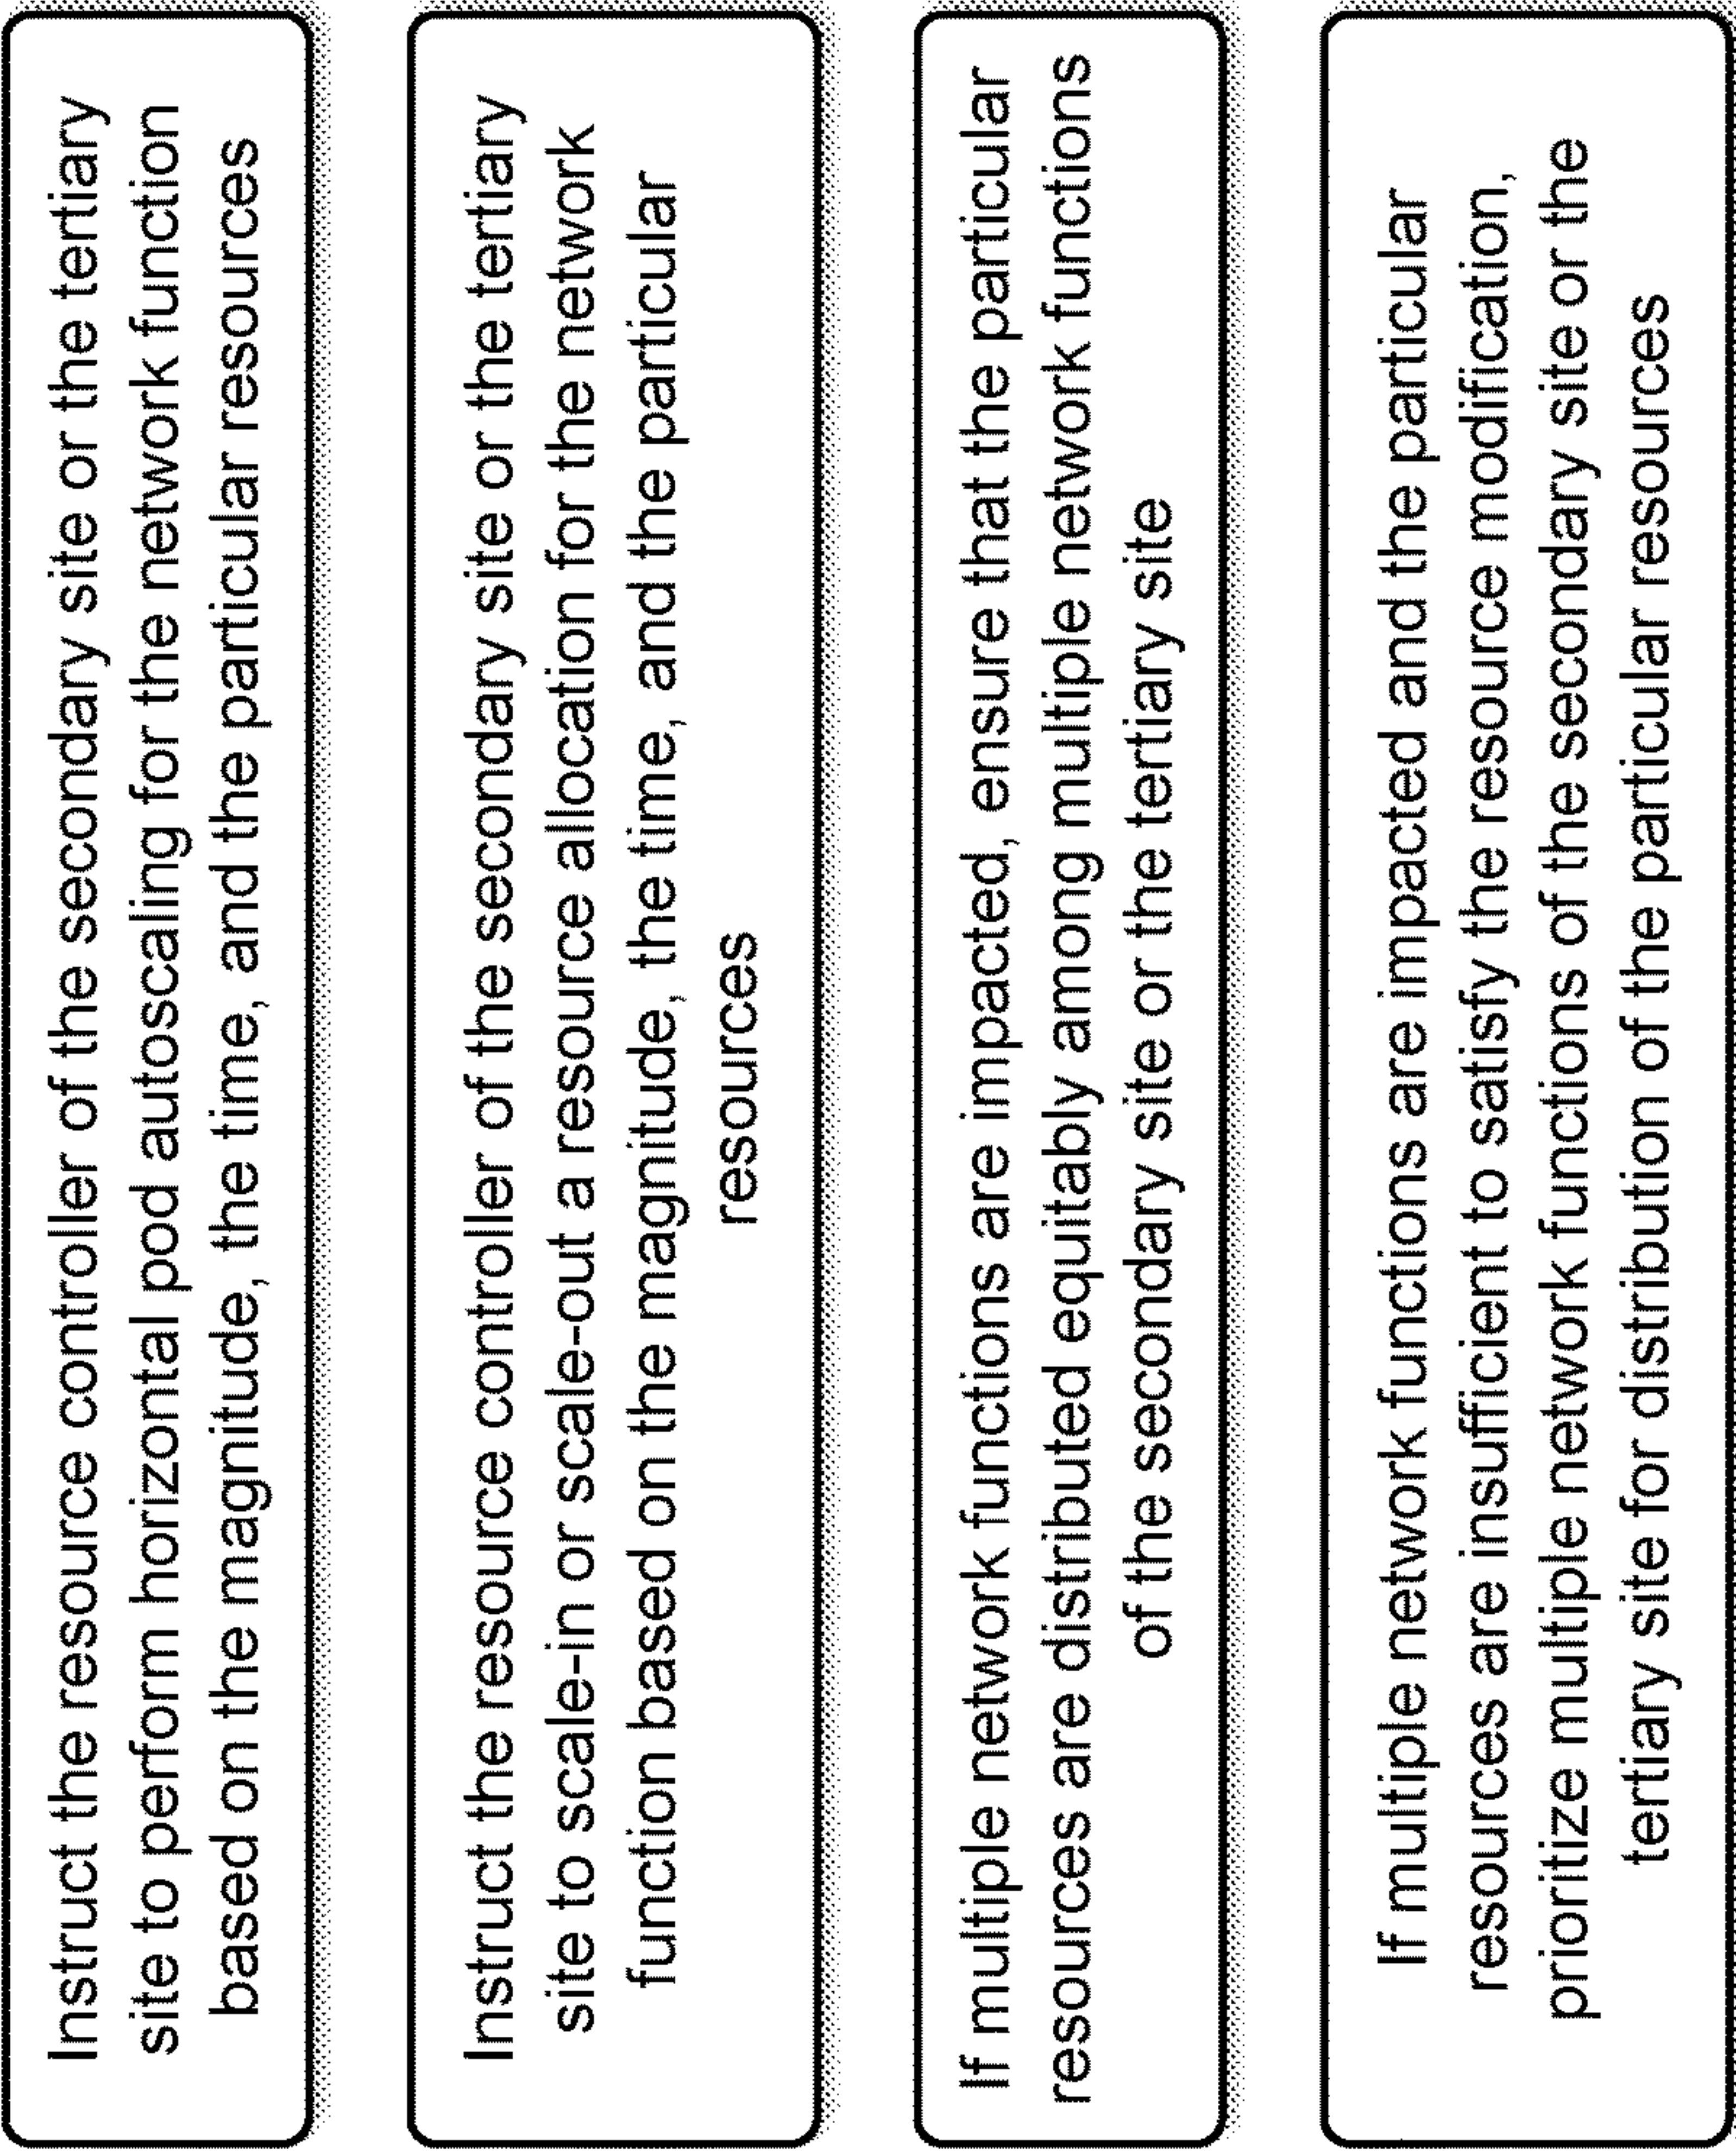 Instruct the resource controller of the secondary site or the tertiary
site to perform horizontal pod autoscaling for the network function
based on the magnitude, the time, and the particular resources
Instruct the resource controller of the secondary site or the tertiary
site to scale-in or scale-out a resource allocation for the network
function based on the magnitude, the time, and the particular
resources
If multiple network functions are impacted, ensure that the particular
resources are distributed equitably among multiple network functions
of the secondary site or the tertiary site
If multiple network functions are impacted and the particular
resources are insufficient to satisfy the resource modification,
prioritize multiple network functions of the secondary site or the
tertiary site for distribution of the particular resources